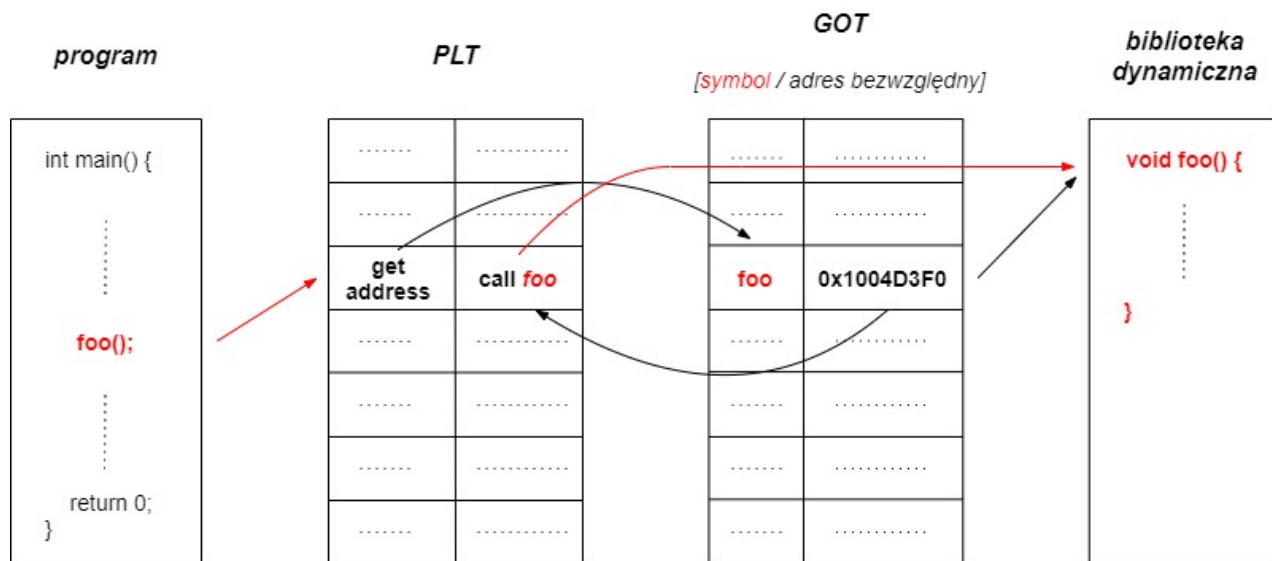 program
PLT
GOT
[symbol / adres bezwzględny]
biblioteka
dynamiczna
int main() {
foo();
return 0;
}
get
address
call foo
foo
0x1004D3F0
void foo() {
}